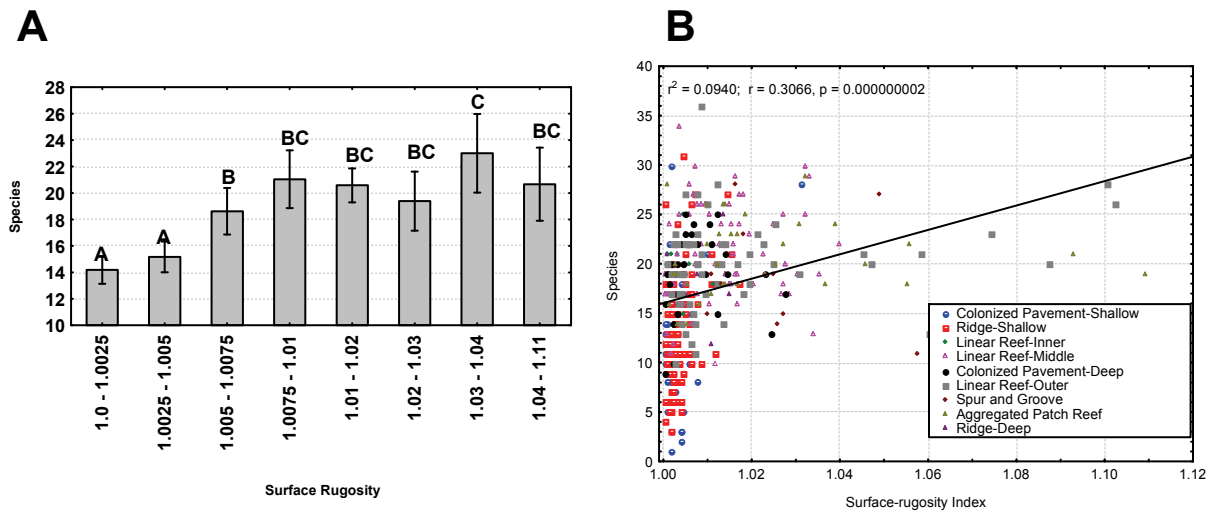 A
28
26
24
22
20
18
16
14
12
10
Species
A
A
B
BC
BC
BC
C
BC
1.0 - 1.0025
1.0025 - 1.005
1.005 - 1.0075
1.0075 - 1.01
1.01 - 1.02
1.02 - 1.03
1.03 - 1.04
1.04 - 1.11
Surface Rugosity
B
40
35
30
25
20
15
10
5
0
Species
r² = 0.0940; r = 0.3066, p = 0.000000002
Colonized Pavement-Shallow
Ridge-Shallow
Linear Reef-Inner
Linear Reef-Middle
Colonized Pavement-Deep
Linear Reef-Outer
Spur and Groove
Aggregated Patch Reef
Ridge-Deep
1.00 1.02 1.04 1.06 1.08 1.10 1.12
Surface-rugosity Index